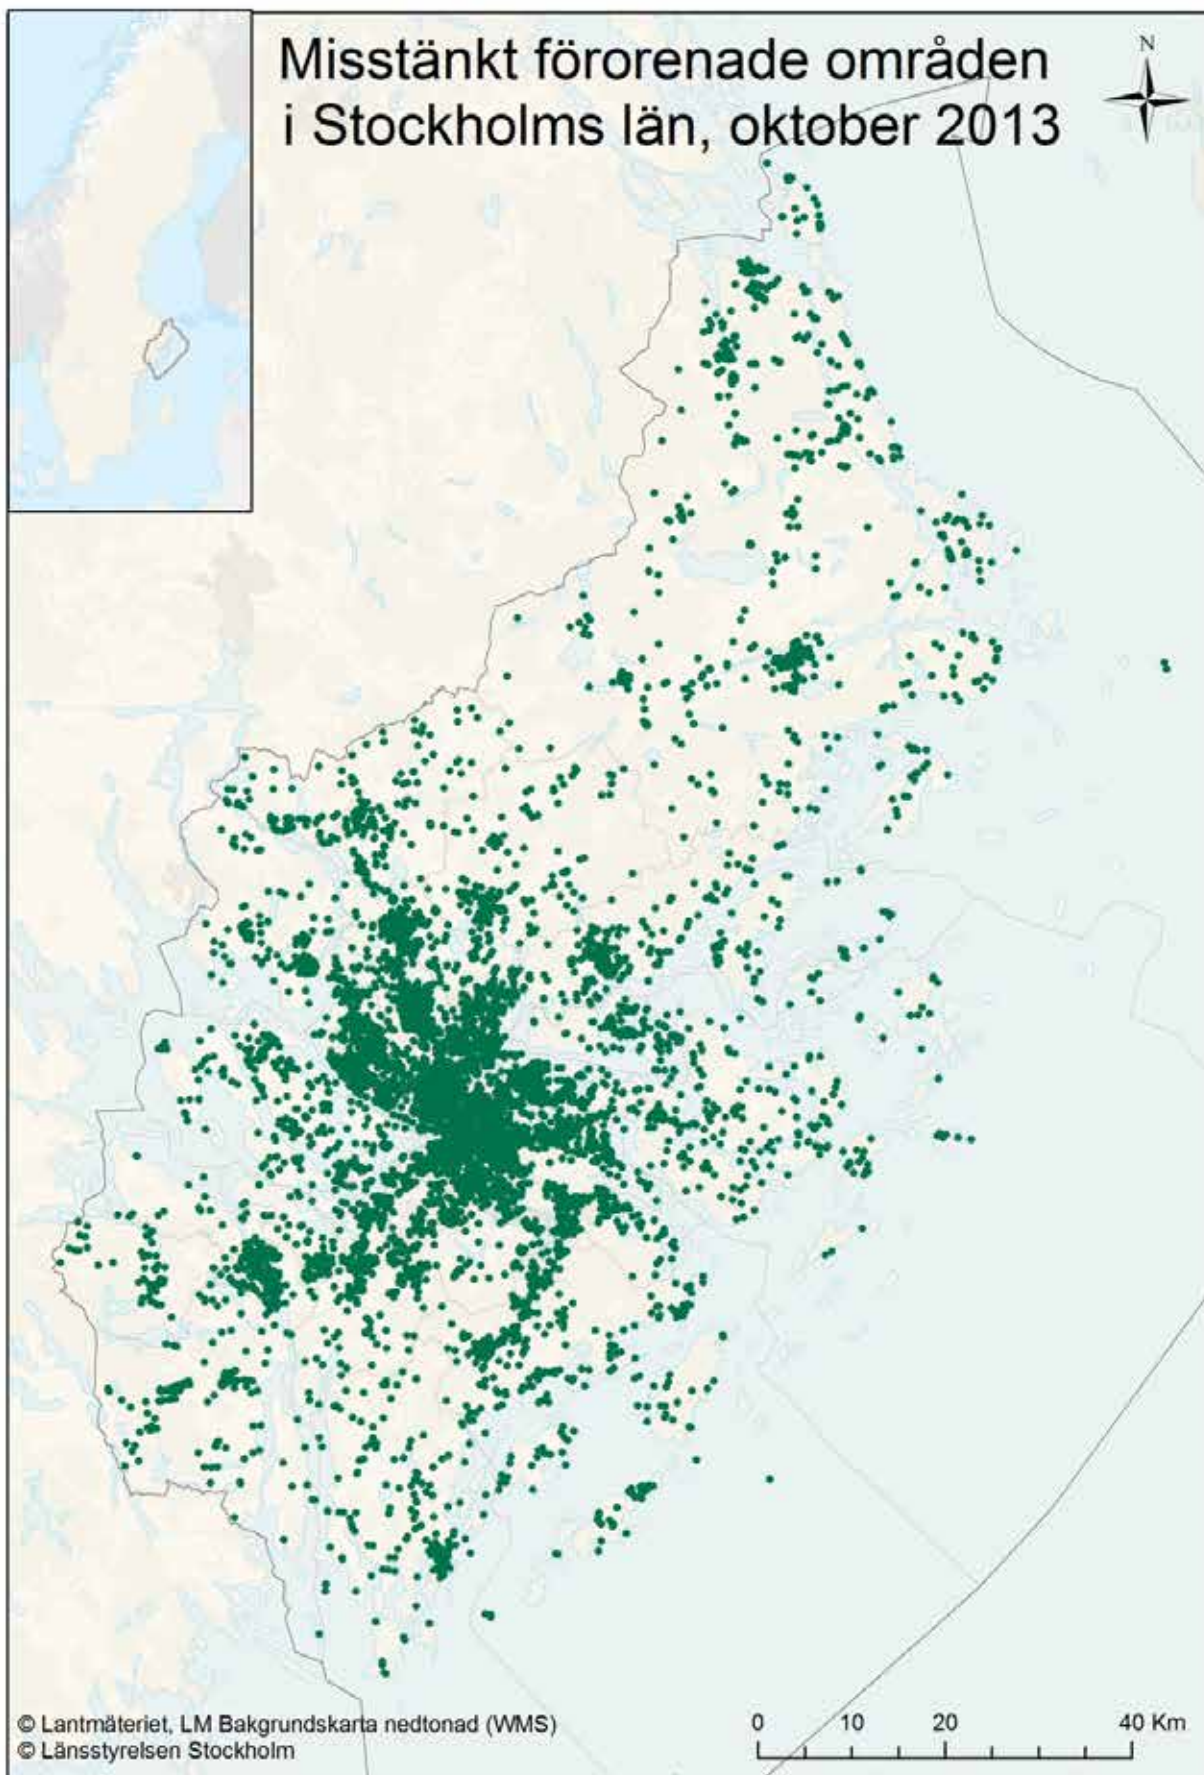 Misstänkt förorenade områden
i Stockholms län, oktober 2013
N
© Lantmäteriet, LM Bakgrundskarta nedtonad (WMS)
© Länsstyrelsen Stockholm
0 10 20 40 Km